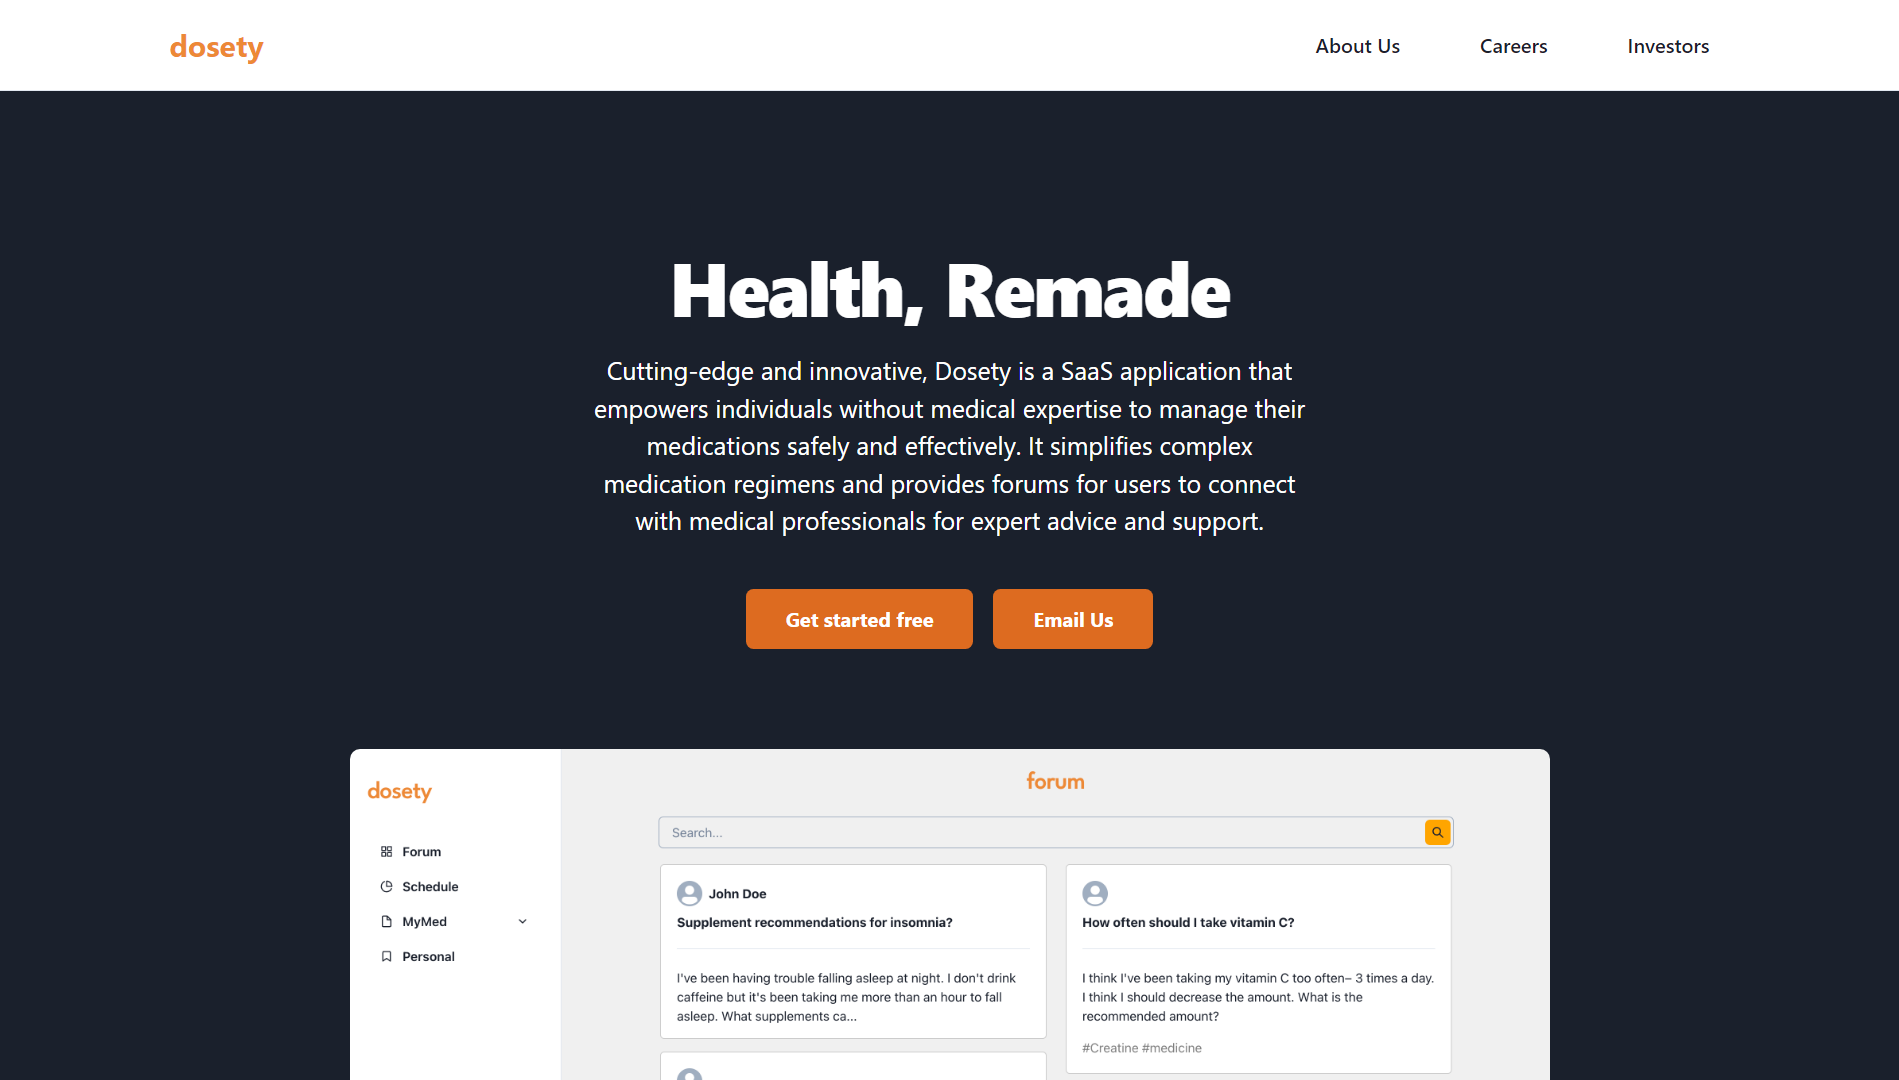 dosety
About Us
Careers
Investors
Health, Remade
Cutting-edge and innovative, Dosety is a SaaS application that
empowers individuals without medical expertise to manage their
medications safely and effectively. It simplifies complex
medication regimens and provides forums for users to connect
with medical professionals for expert advice and support.
Get started free
Email Us
dosety
Forum
Schedule
MyMed
Personal
forum
Search...
John Doe
Supplement recommendations for insomnia?
I've been having trouble falling asleep at night. I don't drink
caffeine but it's been taking me more than an hour to fall
asleep. What supplements ca...
How often should I take vitamin C?
I think I've been taking my vitamin C too often– 3 times a day.
I think I should decrease the amount. What is the
recommended amount?
#Creatine #medicine